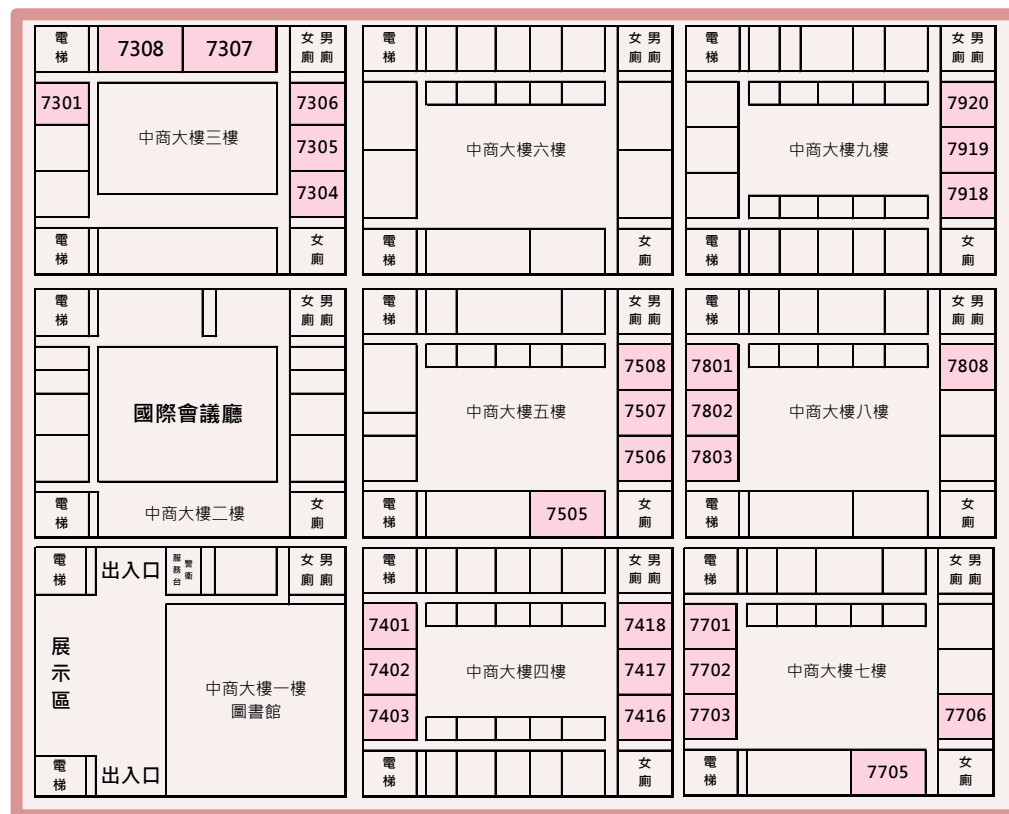 電梯
7308
7307
女廁 男廁
7301
中商大樓三樓
7306
7305
7304
電梯
女廁
電梯
女廁 男廁
中商大樓六樓
電梯
女廁
電梯
女廁 男廁
中商大樓九樓
7920
7919
7918
電梯
女廁
電梯
女廁 男廁
國際會議廳
電梯
中商大樓二樓
女廁
電梯
女廁 男廁
7508
中商大樓五樓
7507
7506
電梯
7505
女廁
電梯
女廁 男廁
7801
7808
7802
中商大樓八樓
7803
電梯
女廁
電梯
出入口
服務台
警衛
女廁 男廁
展示區
中商大樓一樓
圖書館
電梯
出入口
電梯
女廁 男廁
7401
7418
7402
中商大樓四樓
7417
7403
7416
電梯
女廁
電梯
女廁 男廁
7701
7702
中商大樓七樓
7703
7706
電梯
7705
女廁